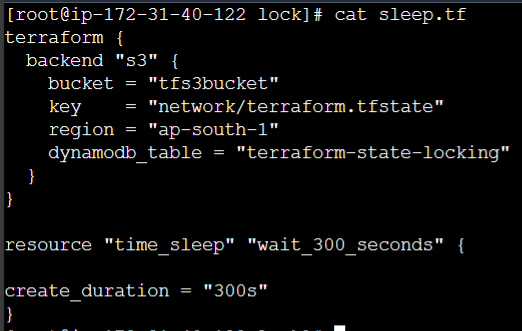 [root@ip-172-31-40-122 lock]# cat sleep.tf
terraform {
  backend "s3" {
    bucket = "tfs3bucket"
    key    = "network/terraform.tfstate"
    region = "ap-south-1"
    dynamodb_table = "terraform-state-locking"
  }
}

resource "time_sleep" "wait_300_seconds" {

create_duration = "300s"
}